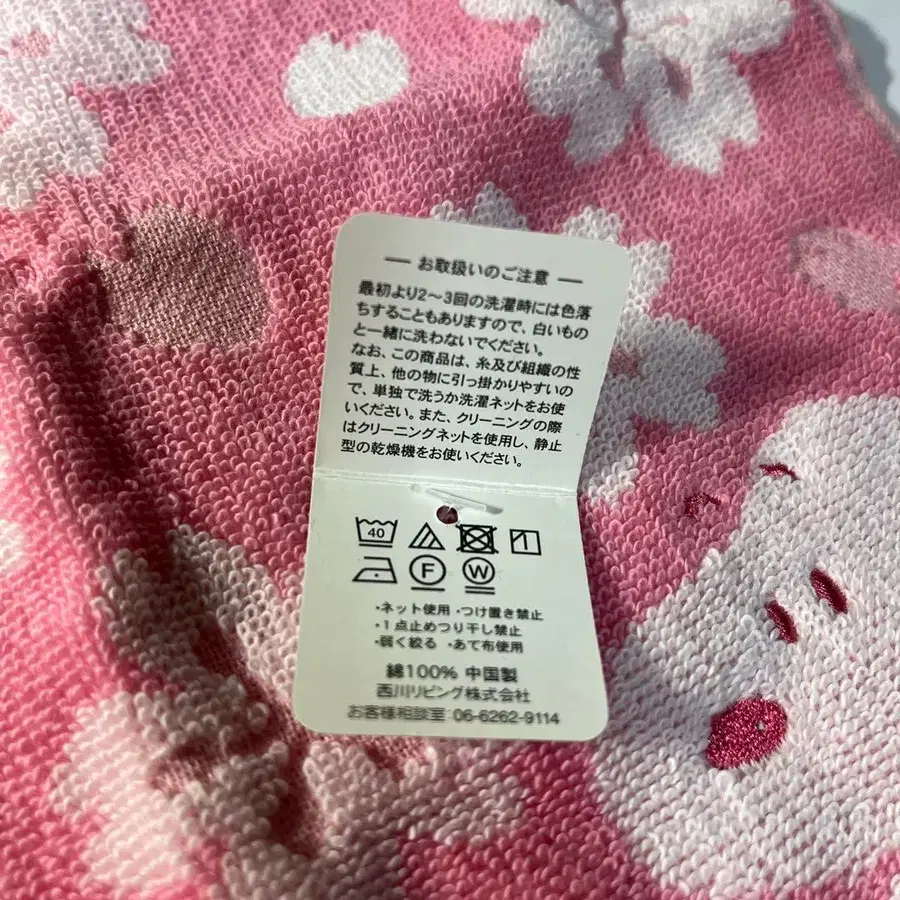 ― お取扱いのご注意 ―
最初より2～3回の洗濯時には色落
ちすることもありますので、白いもの
と一緒に洗わないでください。
なお、この商品は、糸及び組織の性
質上、他の物に引っ掛かりやすいの
で、単独で洗うか洗濯ネットをお使
いください。また、クリーニングの際
はクリーニングネットを使用し、静止
型の乾燥機をお使いください。
40
F W
・ネット使用 ・つけ置き禁止
・1点止めつり干し禁止
・弱く絞る ・あて布使用
綿100% 中国製
西川リビング株式会社
お客様相談室 06-6262-9114